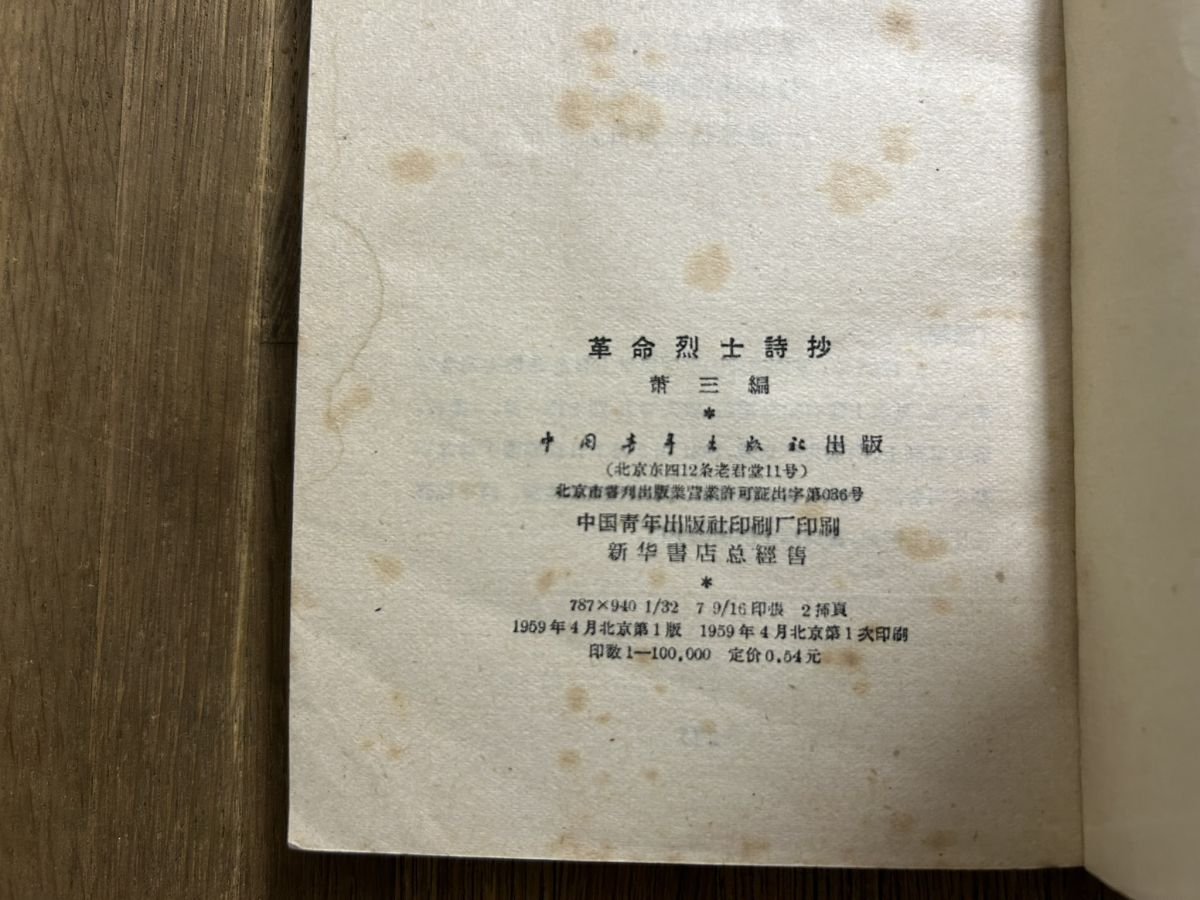 革命烈士詩抄
萧三編
*
中国青年出版社出版
(北京东四12条老君堂11号)
北京市書刊出版業营業許可証出字第036号
中国青年出版社印刷厂印刷
新华書店总經售
*
787×940 1/32 7 9/16印張 2揷頁
1959年4月北京第1版 1959年4月北京第1次印刷
印数1—100,000 定价0.54元